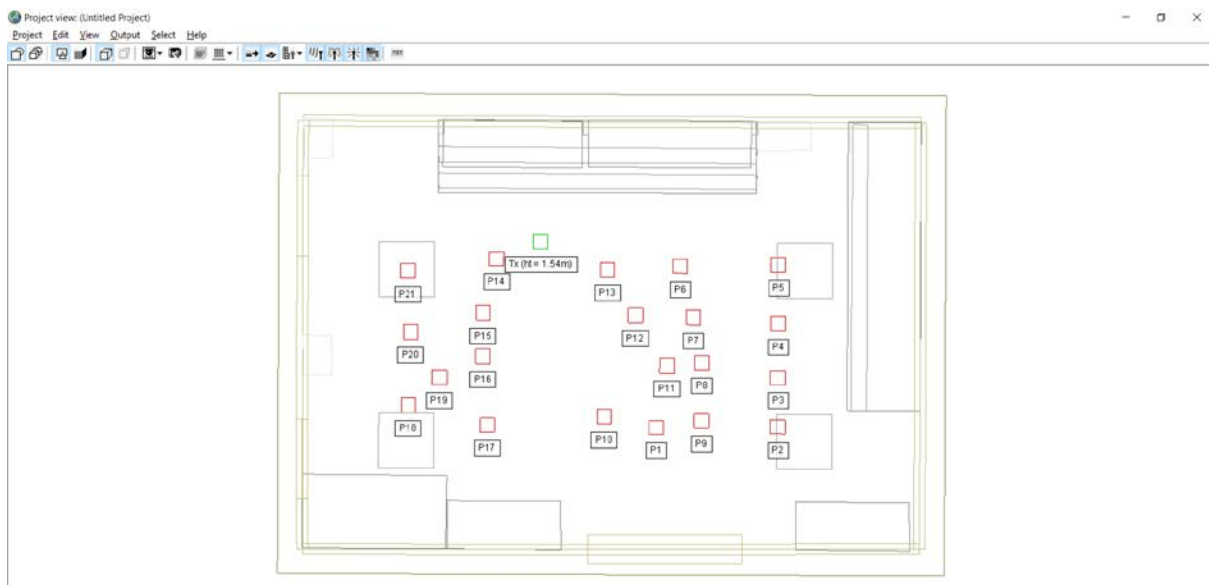 Project view: (Untitled Project)
Project Edit View Output Select Help
Tx (ht = 1.54m)
P14
P21
P13
P6
P5
P15
P12
P7
P4
P20
P16
P11
P8
P19
P3
P18
P17
P10
P1
P9
P2